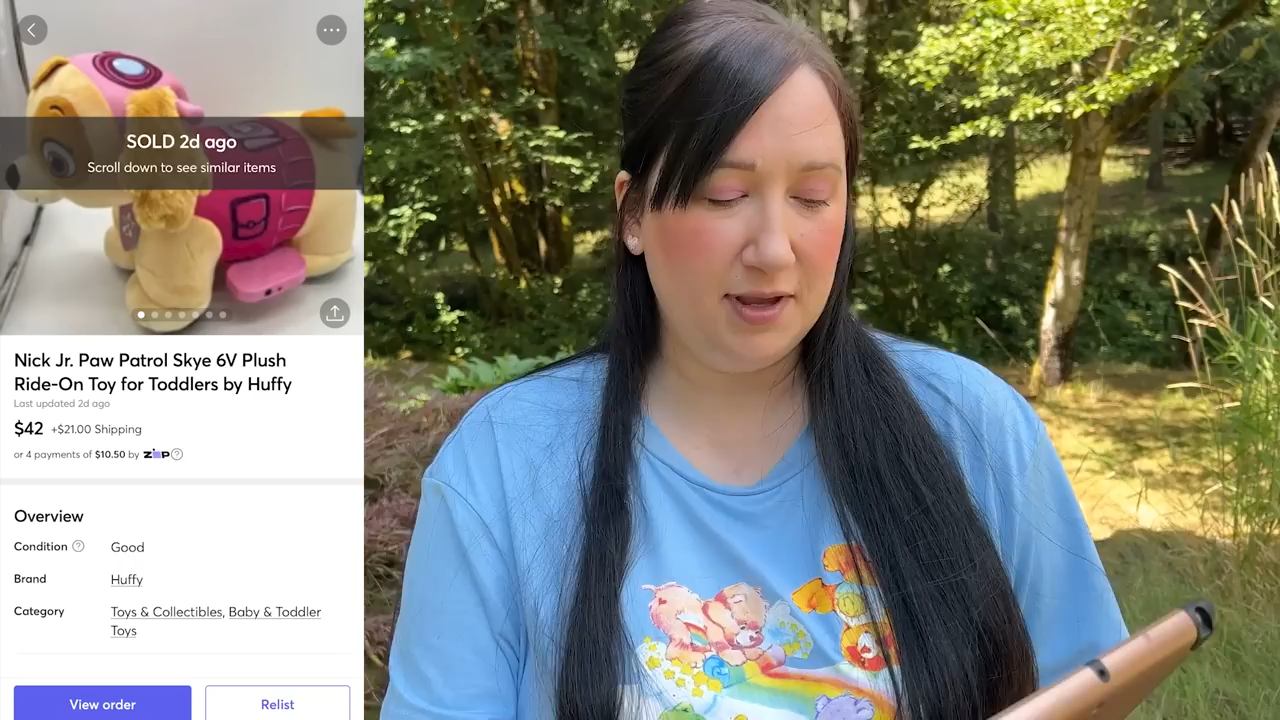 SOLD 2d ago
Scroll down to see similar items
Nick Jr. Paw Patrol Skye 6V Plush
Ride-On Toy for Toddlers by Huffy
Last updated 2d ago
$42 +$21.00 Shipping
or 4 payments of $10.50 by ZIP
Overview
Condition Good
Brand Huffy
Category Toys & Collectibles, Baby & Toddler
Toys
View order Relist